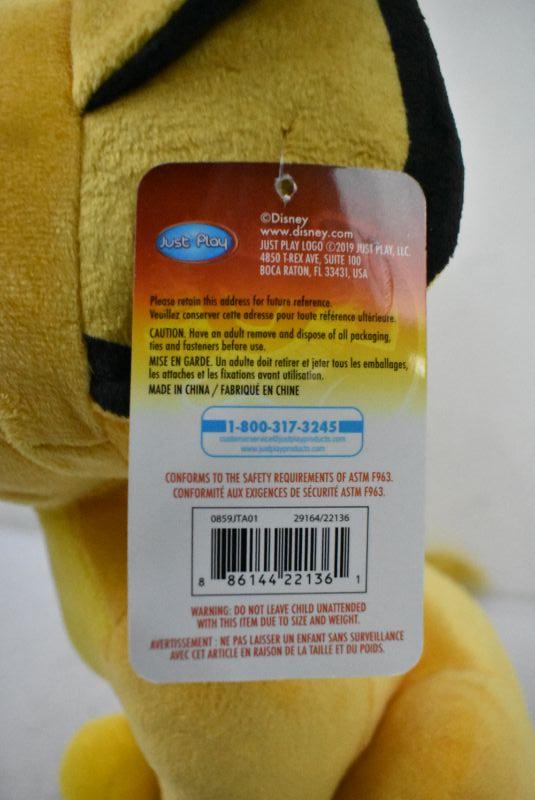 Just Play
©Disney
www.disney.com
JUST PLAY LOGO ©2019 JUST PLAY, LLC.
4850 T-REX AVE, SUITE 100
BOCA RATON, FL 33431, USA
Please retain this address for future reference.
Veuillez conserver cette adresse pour toute référence ultérieure.
CAUTION. Have an adult remove and dispose of all packaging,
ties and fasteners before use.
MISE EN GARDE. Un adulte doit retirer et jeter tous les emballages,
les attaches et les fixations avant utilisation.
MADE IN CHINA / FABRIQUÉ EN CHINE
1-800-317-3245
customerservice@justplayproducts.com
www.justplayproducts.com
CONFORMS TO THE SAFETY REQUIREMENTS OF ASTM F963.
CONFORMITÉ AUX EXIGENCES DE SÉCURITÉ ASTM F963.
0859JTA01 29164/22136
8 86144 22136 1
WARNING: DO NOT LEAVE CHILD UNATTENDED
WITH THIS ITEM DUE TO SIZE AND WEIGHT.
AVERTISSEMENT : NE PAS LAISSER UN ENFANT SANS SURVEILLANCE
AVEC CET ARTICLE EN RAISON DE LA TAILLE ET DU POIDS.